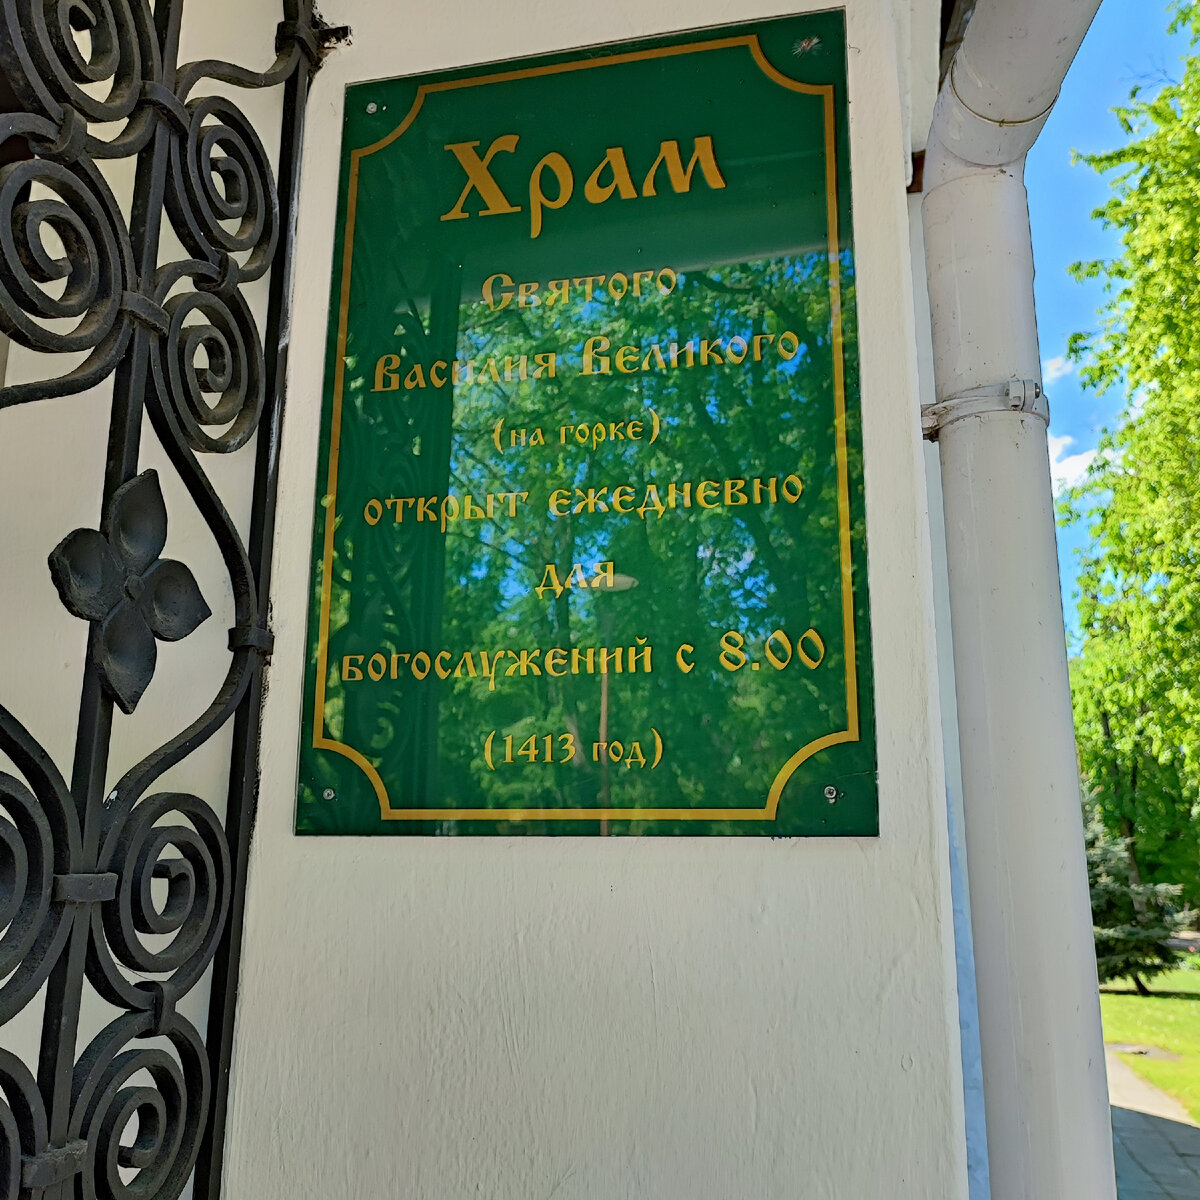 Храм
Святого
Василия Великого
(на горке)
открыт ежедневно
для
богослужений с 8.00
(1413 год)